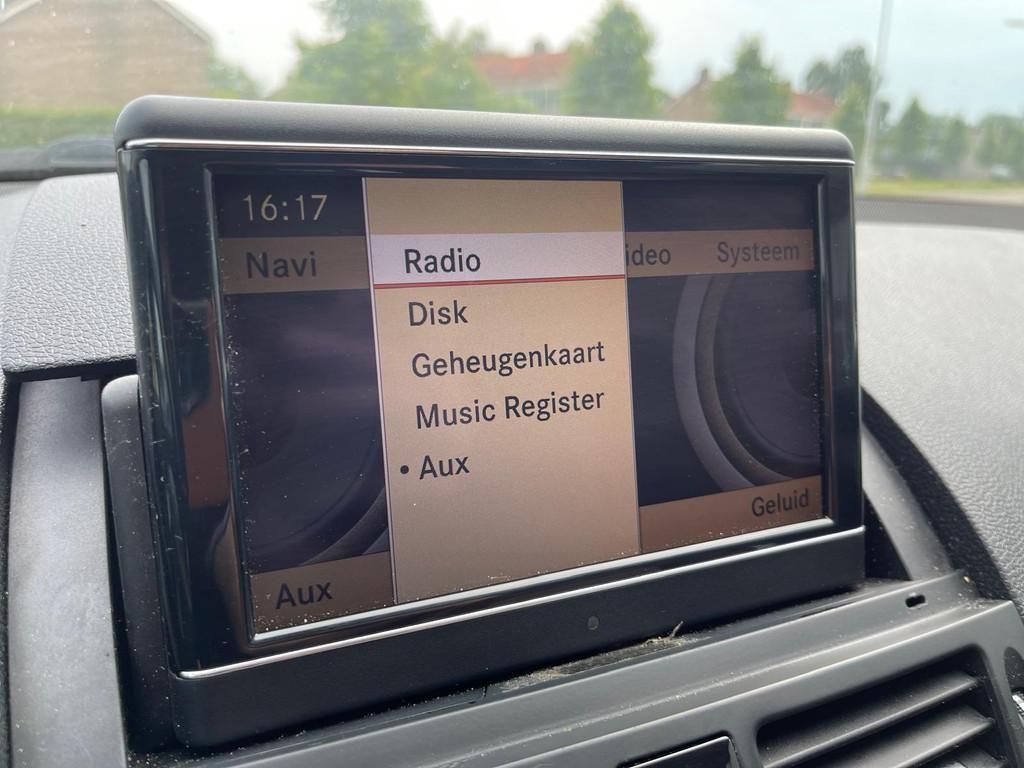 16:17
Navi
Radio
ideo Systeem
Disk
Geheugenkaart
Music Register
• Aux
Geluid
Aux